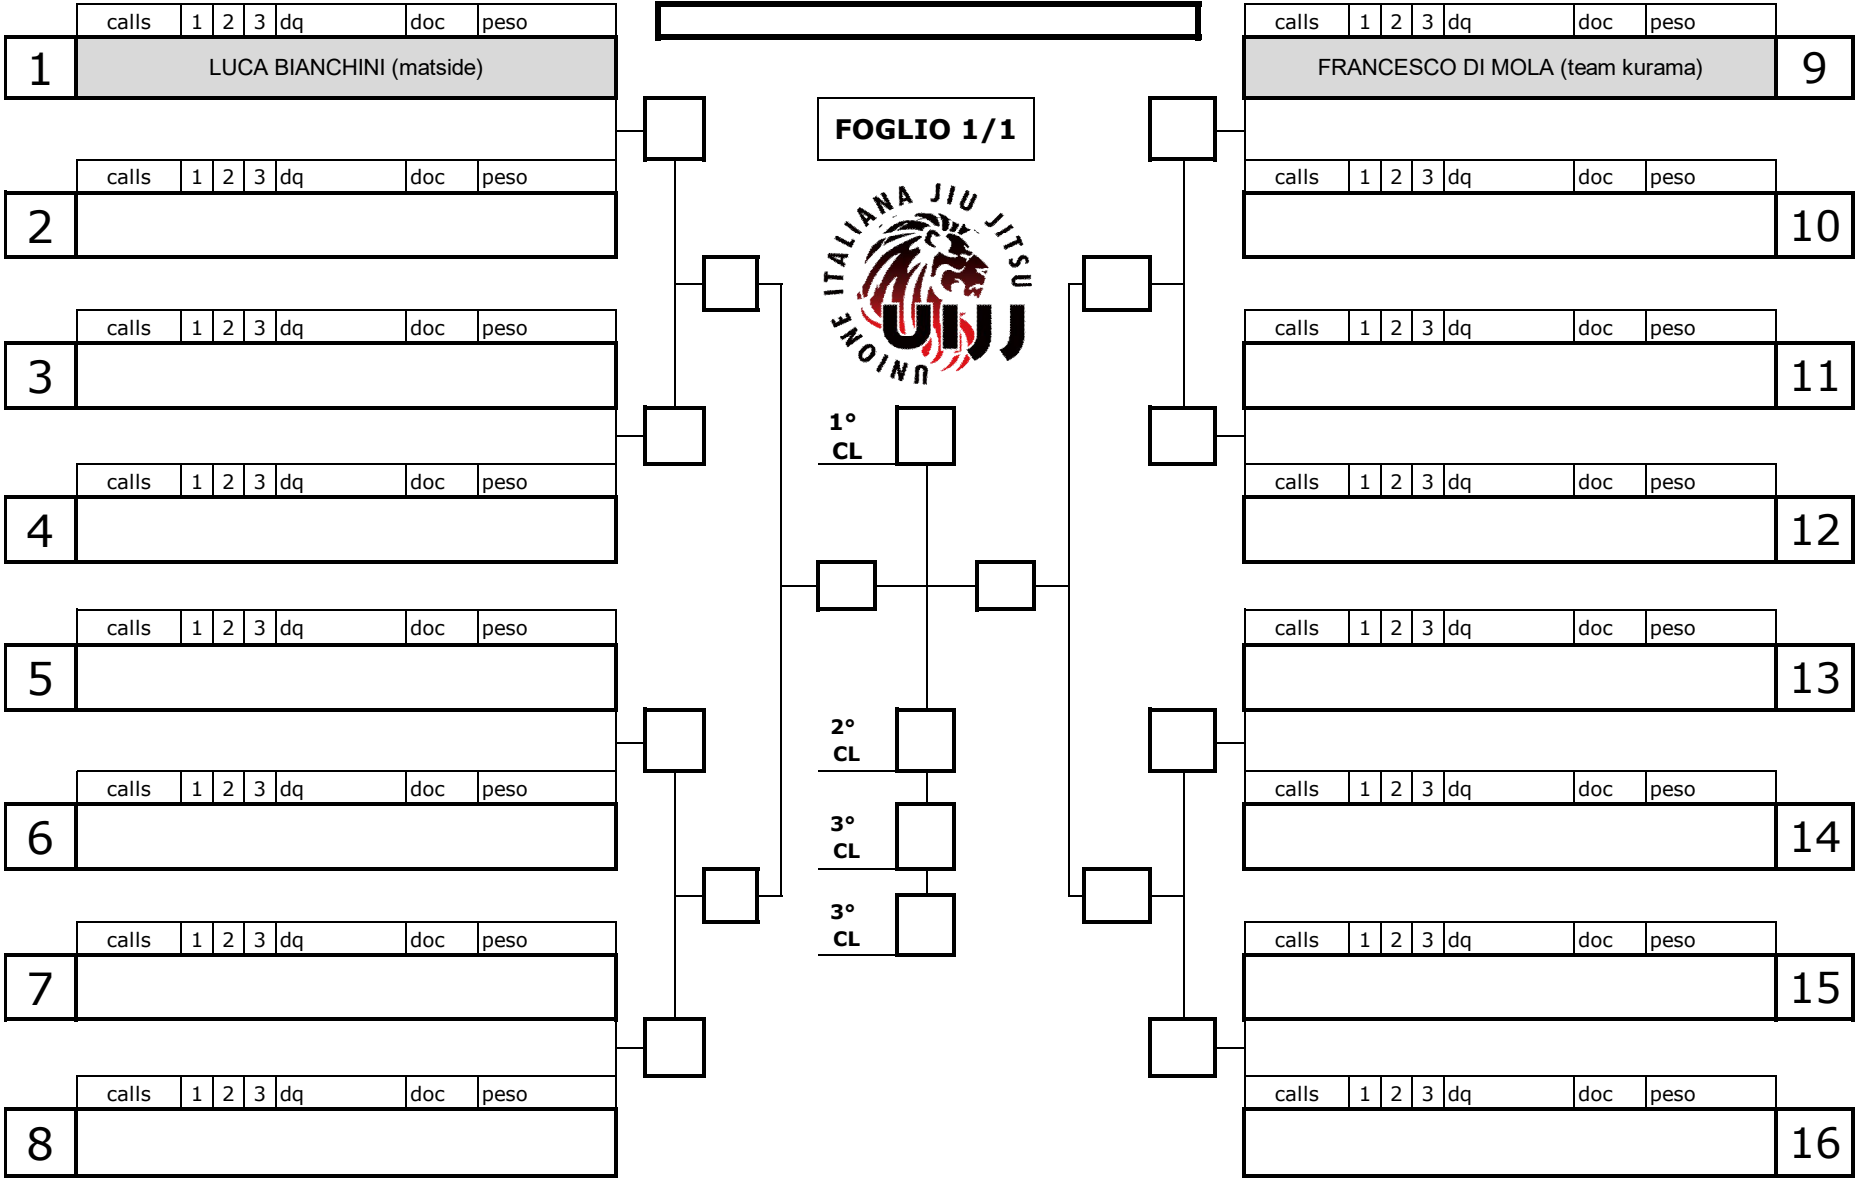 calls 1 2 3 dq doc peso
1 LUCA BIANCHINI (matside)
calls 1 2 3 dq doc peso
2
calls 1 2 3 dq doc peso
3
calls 1 2 3 dq doc peso
4
calls 1 2 3 dq doc peso
5
calls 1 2 3 dq doc peso
6
calls 1 2 3 dq doc peso
7
calls 1 2 3 dq doc peso
8
FOGLIO 1/1
UNIONE ITALIANA JIU JITSU
UIJJ
1°
CL
2°
CL
3°
CL
3°
CL
calls 1 2 3 dq doc peso
FRANCESCO DI MOLA (team kurama) 9
calls 1 2 3 dq doc peso
10
calls 1 2 3 dq doc peso
11
calls 1 2 3 dq doc peso
12
calls 1 2 3 dq doc peso
13
calls 1 2 3 dq doc peso
14
calls 1 2 3 dq doc peso
15
calls 1 2 3 dq doc peso
16